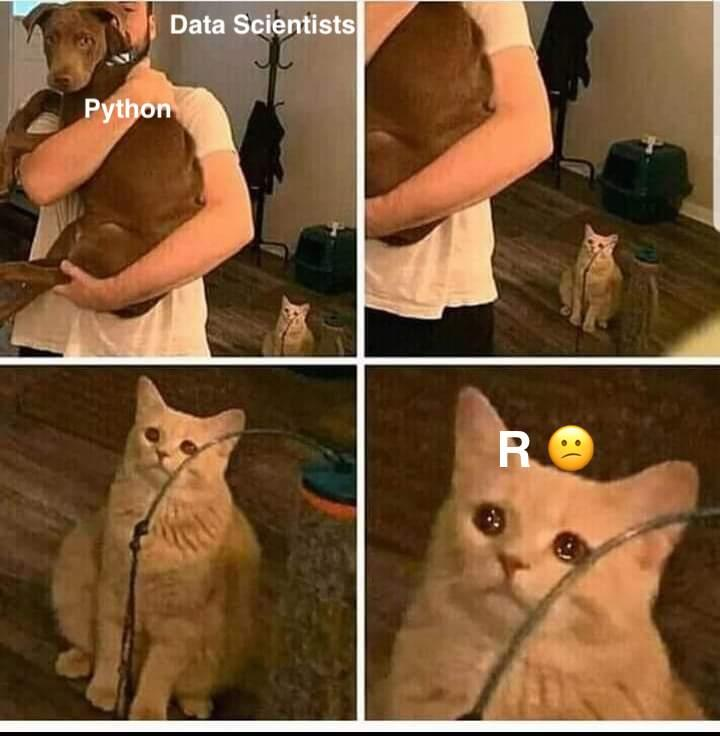 Data Scientists
Python
R 😕